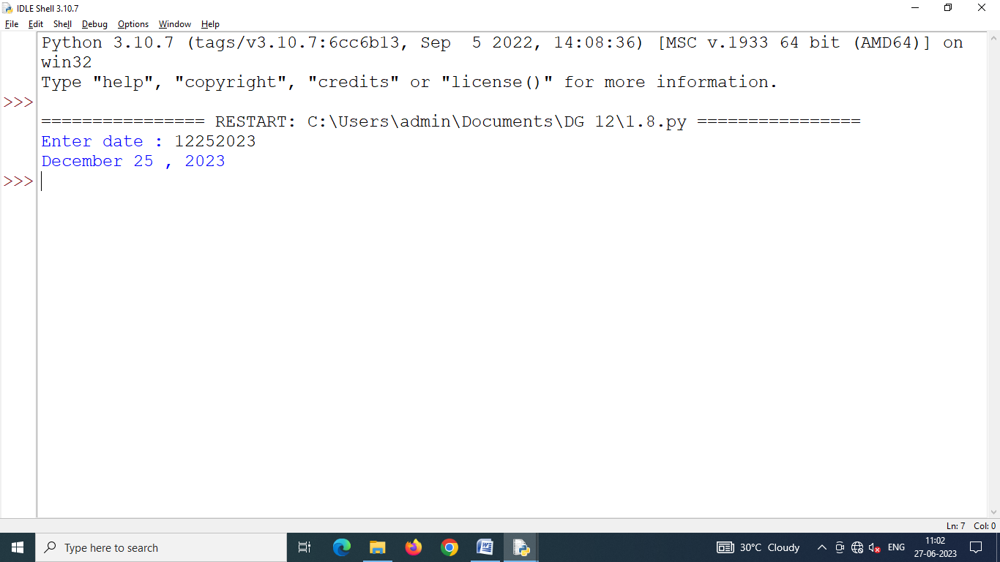 IDLE Shell 3.10.7
File Edit Shell Debug Options Window Help
Python 3.10.7 (tags/v3.10.7:6cc6b13, Sep  5 2022, 14:08:36) [MSC v.1933 64 bit (AMD64)] on
win32
Type "help", "copyright", "credits" or "license()" for more information.
>>>
================ RESTART: C:\Users\admin\Documents\DG 12\1.8.py ================
Enter date : 12252023
December 25 , 2023
>>>
Ln: 7 Col: 0
Type here to search
30°C Cloudy
ENG
11:02
27-06-2023